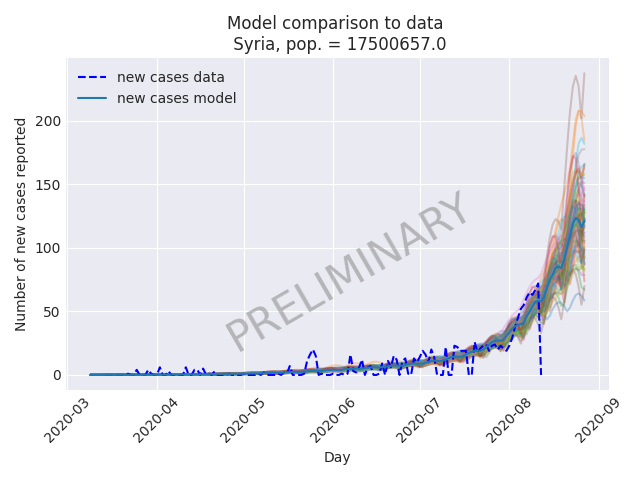 Model comparison to data
Syria, pop. = 17500657.0
new cases data
new cases model
Number of new cases reported
200
150
100
50
0
PRELIMINARY
2020-03
2020-04
2020-05
2020-06
2020-07
2020-08
2020-09
Day